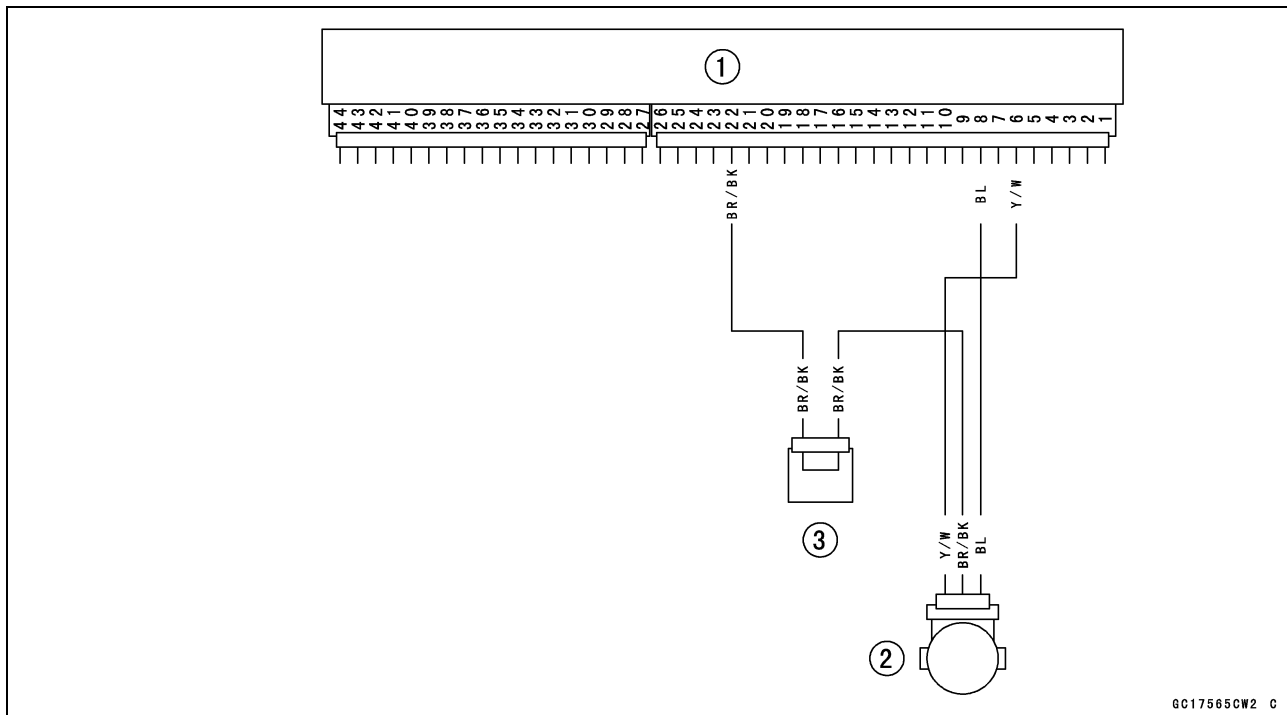 1
44 43 42 41 40 39 38 37 36 35 34 33 32 31 30 29 28 27 26 25 24 23 22 21 20 19 18 17 16 15 14 13 12 11 10 9 8 7 6 5 4 3 2 1
BR/BK BL Y/W
BR/BK BR/BK
3
Y/W BR/BK BL
2
GC17565CW2 C